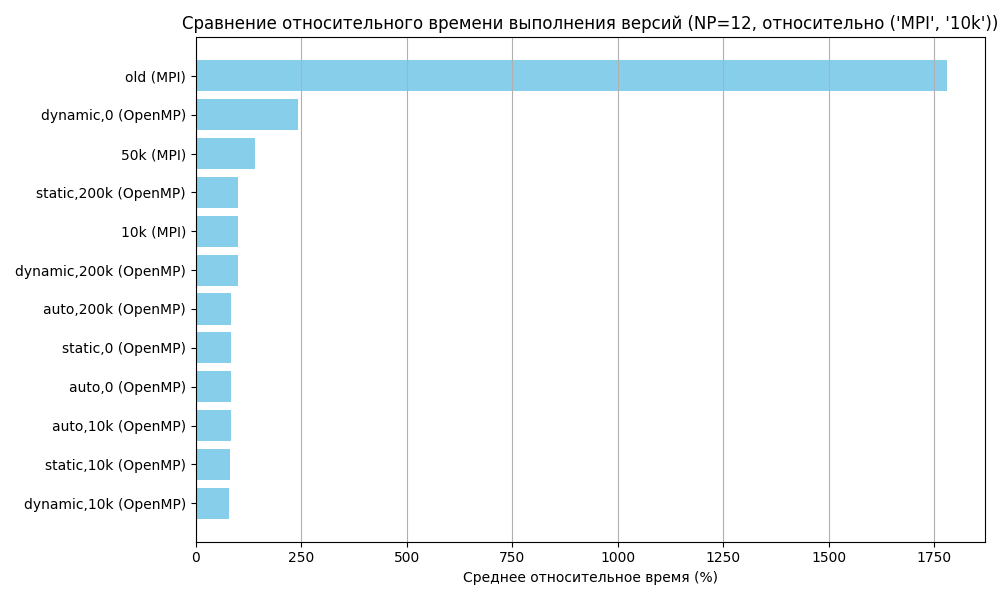 Сравнение относительного времени выполнения версий (NP=12, относительно ('MPI', '10k'))
old (MPI)
dynamic,0 (OpenMP)
50k (MPI)
static,200k (OpenMP)
10k (MPI)
dynamic,200k (OpenMP)
auto,200k (OpenMP)
static,0 (OpenMP)
auto,0 (OpenMP)
auto,10k (OpenMP)
static,10k (OpenMP)
dynamic,10k (OpenMP)
0 250 500 750 1000 1250 1500 1750
Среднее относительное время (%)